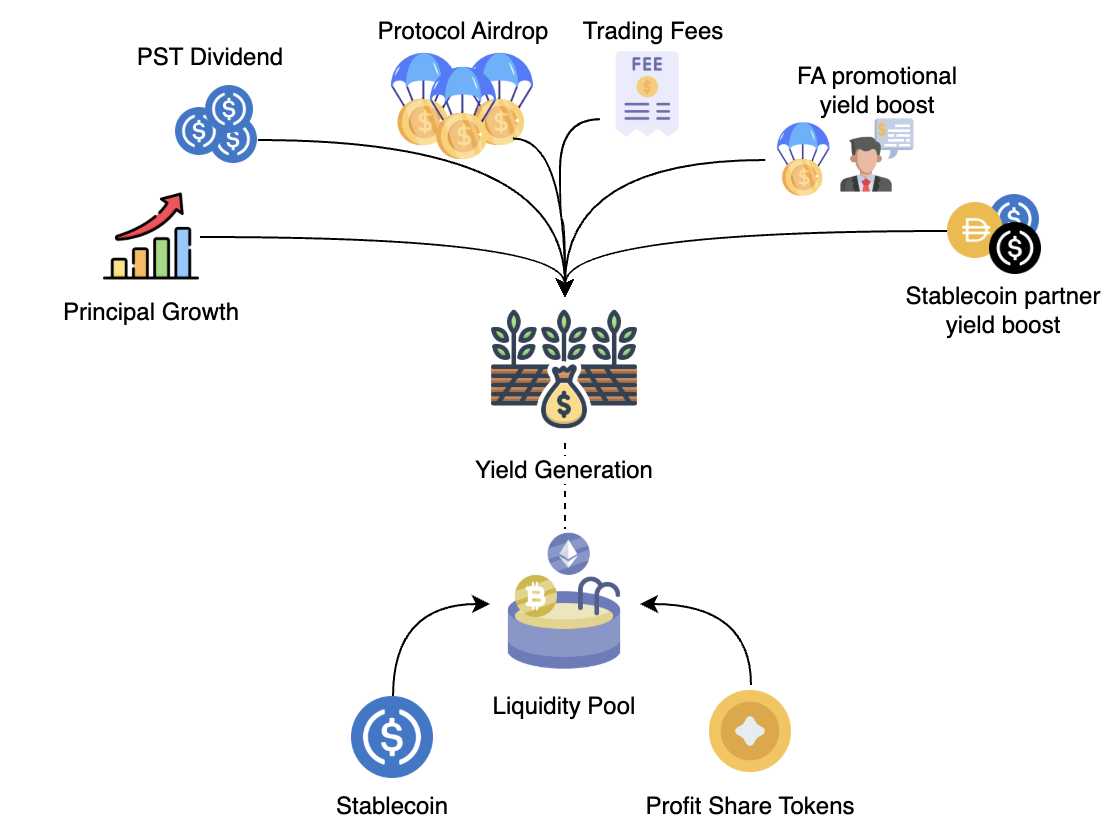 Protocol Airdrop
Trading Fees
PST Dividend
FEE
FA promotional
yield boost
Principal Growth
Stablecoin partner
yield boost
Yield Generation
Liquidity Pool
Stablecoin
Profit Share Tokens